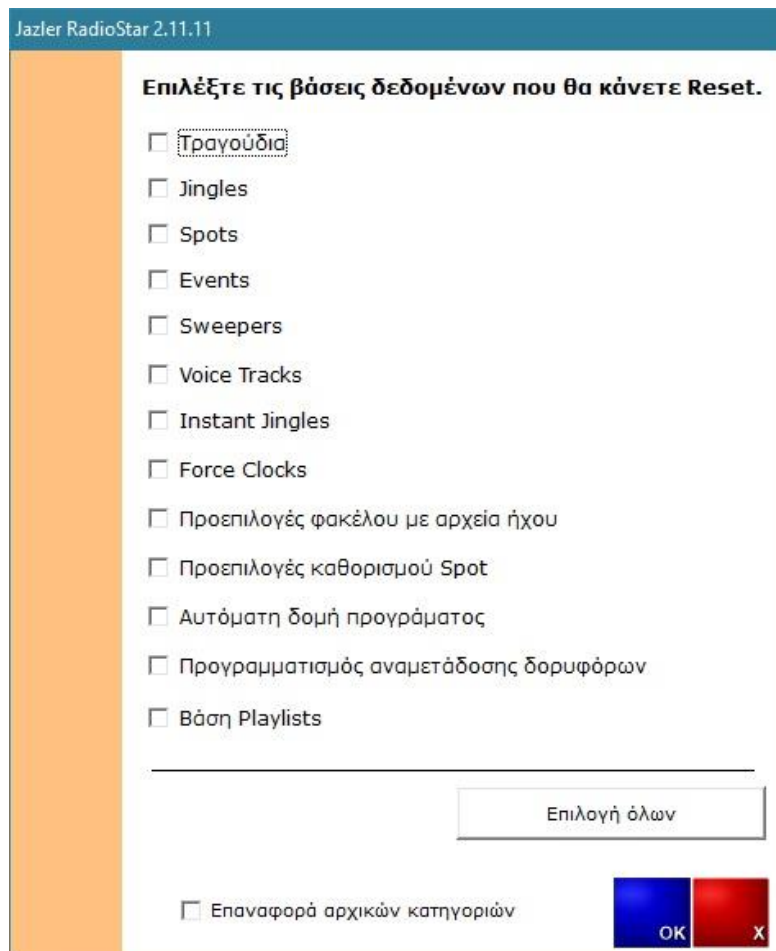 Jazler RadioStar 2.11.11
Επιλέξτε τις βάσεις δεδομένων που θα κάνετε Reset.
Τραγούδια
Jingles
Spots
Events
Sweepers
Voice Tracks
Instant Jingles
Force Clocks
Προεπιλογές φακέλου με αρχεία ήχου
Προεπιλογές καθορισμού Spot
Αυτόματη δομή προγράματος
Προγραμματισμός αναμετάδοσης δορυφόρων
Βάση Playlists
Επιλογή όλων
Επαναφορά αρχικών κατηγοριών
OK X